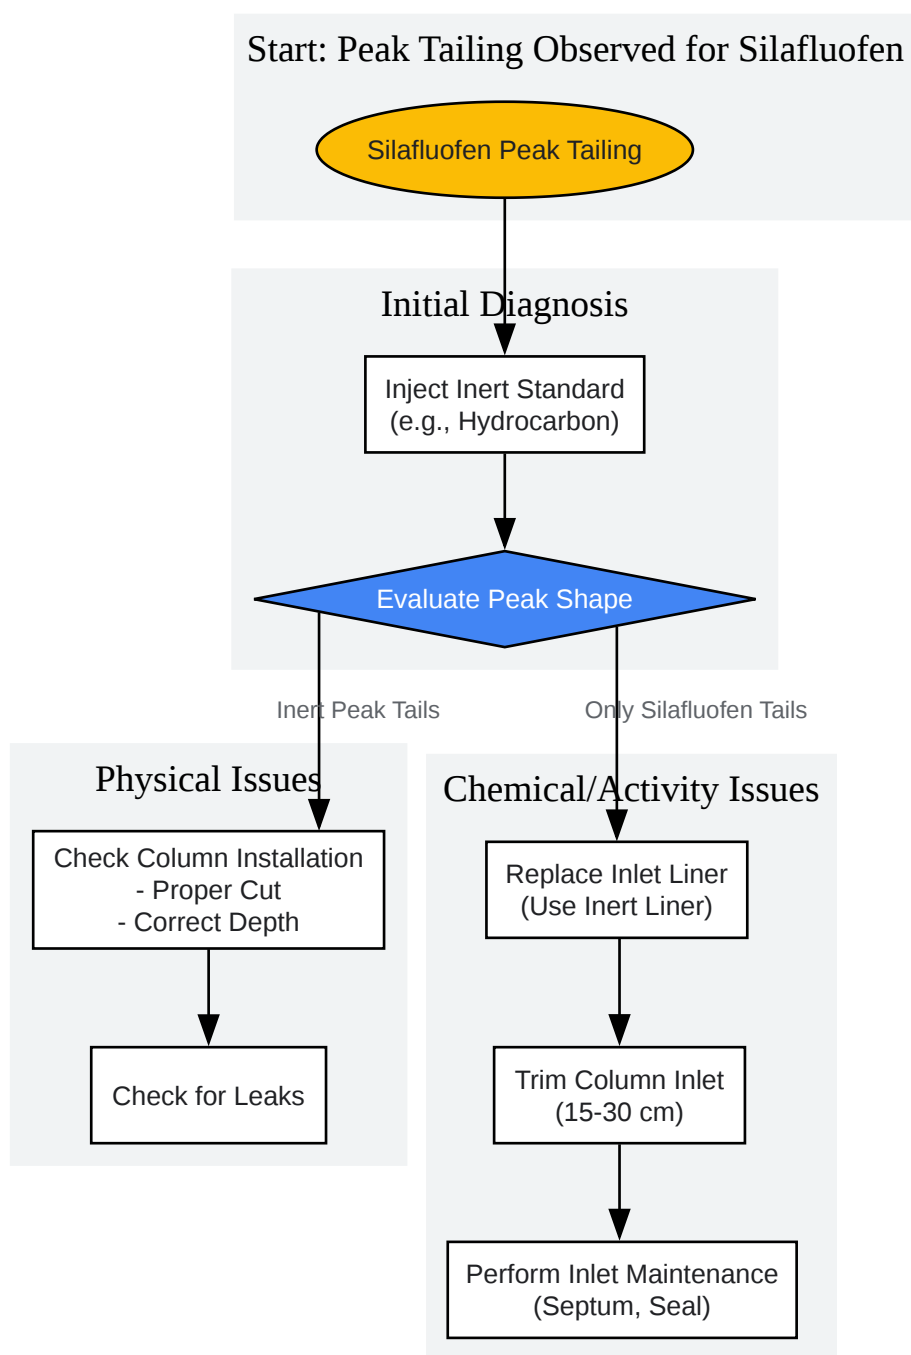 Start: Peak Tailing Observed for Silafluofen
Silafluofen Peak Tailing
Initial Diagnosis
Inject Inert Standard
(e.g., Hydrocarbon)
Evaluate Peak Shape
Inert Peak Tails
Only Silafluofen Tails
Physical Issues
Check Column Installation
- Proper Cut
- Correct Depth
Check for Leaks
Chemical/Activity Issues
Replace Inlet Liner
(Use Inert Liner)
Trim Column Inlet
(15-30 cm)
Perform Inlet Maintenance
(Septum, Seal)